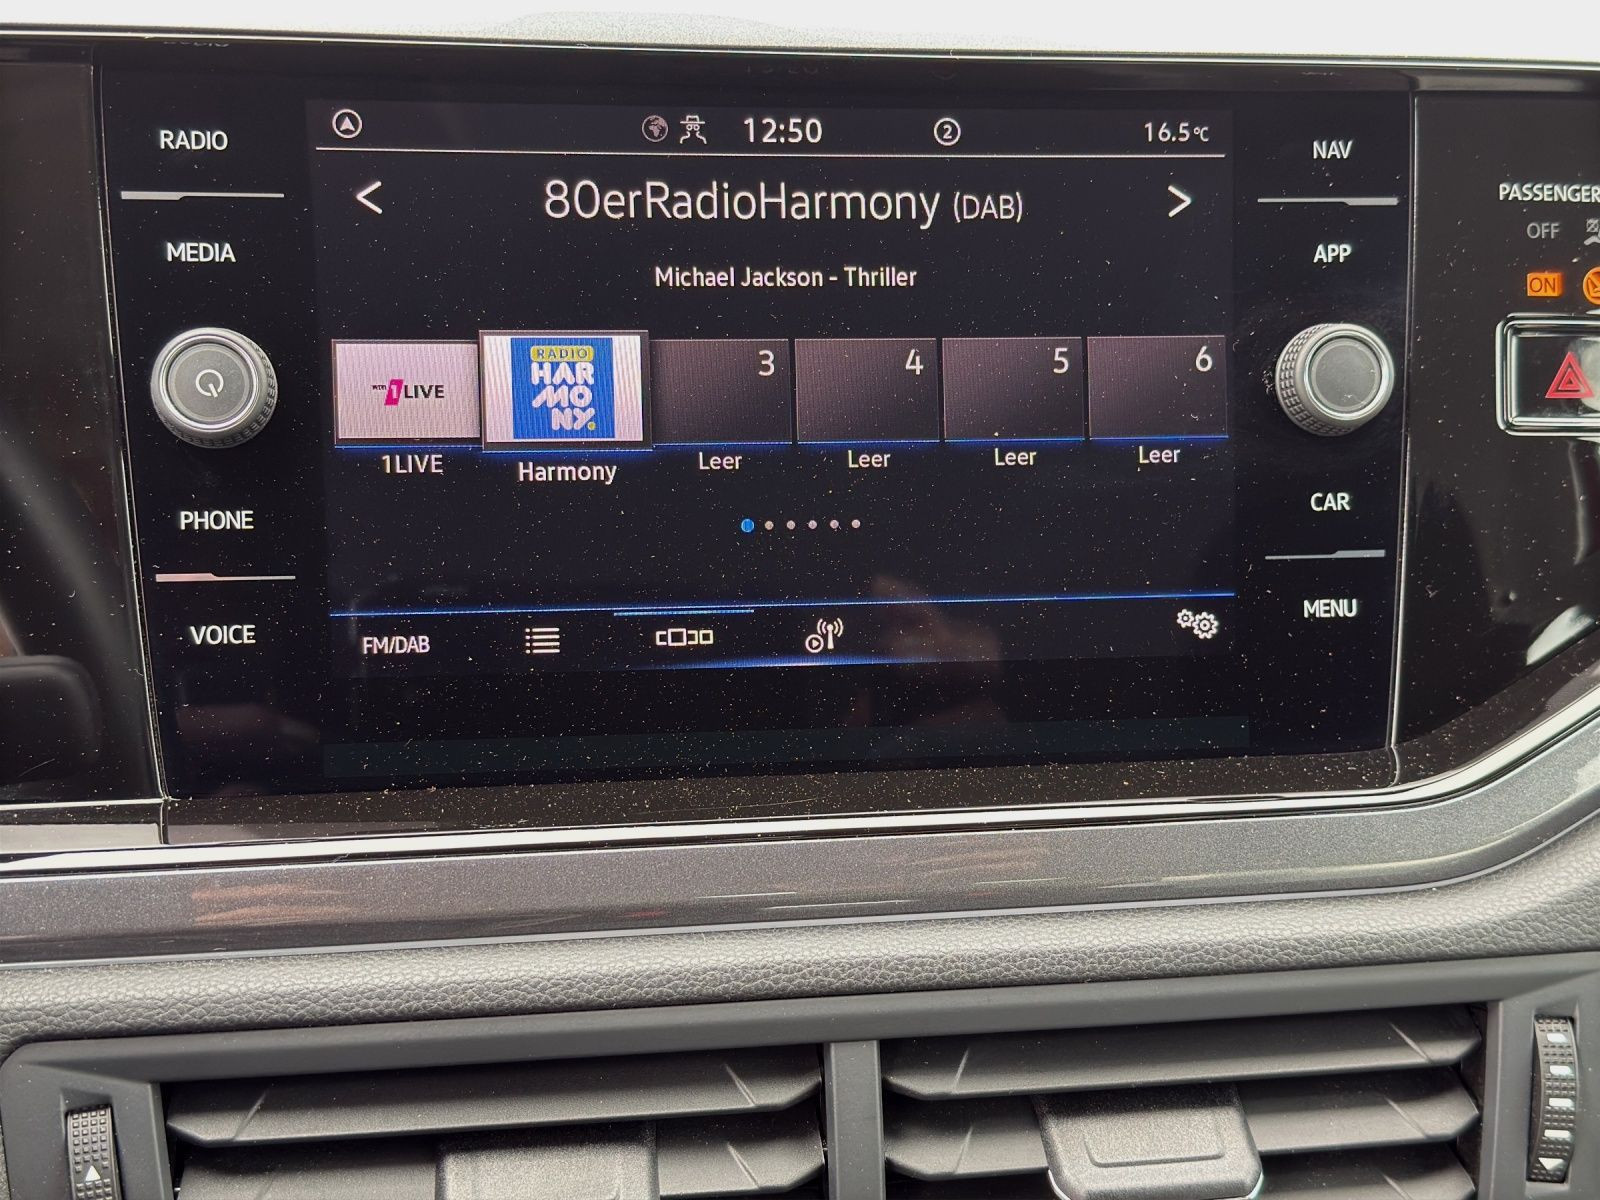 RADIO
MEDIA
PHONE
VOICE
12:50
2
16.5°C
80erRadioHarmony (DAB)
Michael Jackson - Thriller
1LIVE
RADIO
HAR
MO
NY.
3
4
5
6
1LIVE
Harmony
Leer
Leer
Leer
Leer
FM/DAB
NAV
APP
CAR
MENU
PASSENGER
OFF
ON